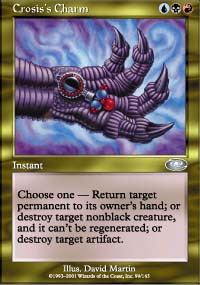 Crosis's Charm
Instant
Choose one — Return target
permanent to its owner's hand; or
destroy target nonblack creature,
and it can't be regenerated; or
destroy target artifact.
Illus. David Martin
©1993-2001 Wizards of the Coast, Inc. 99/143